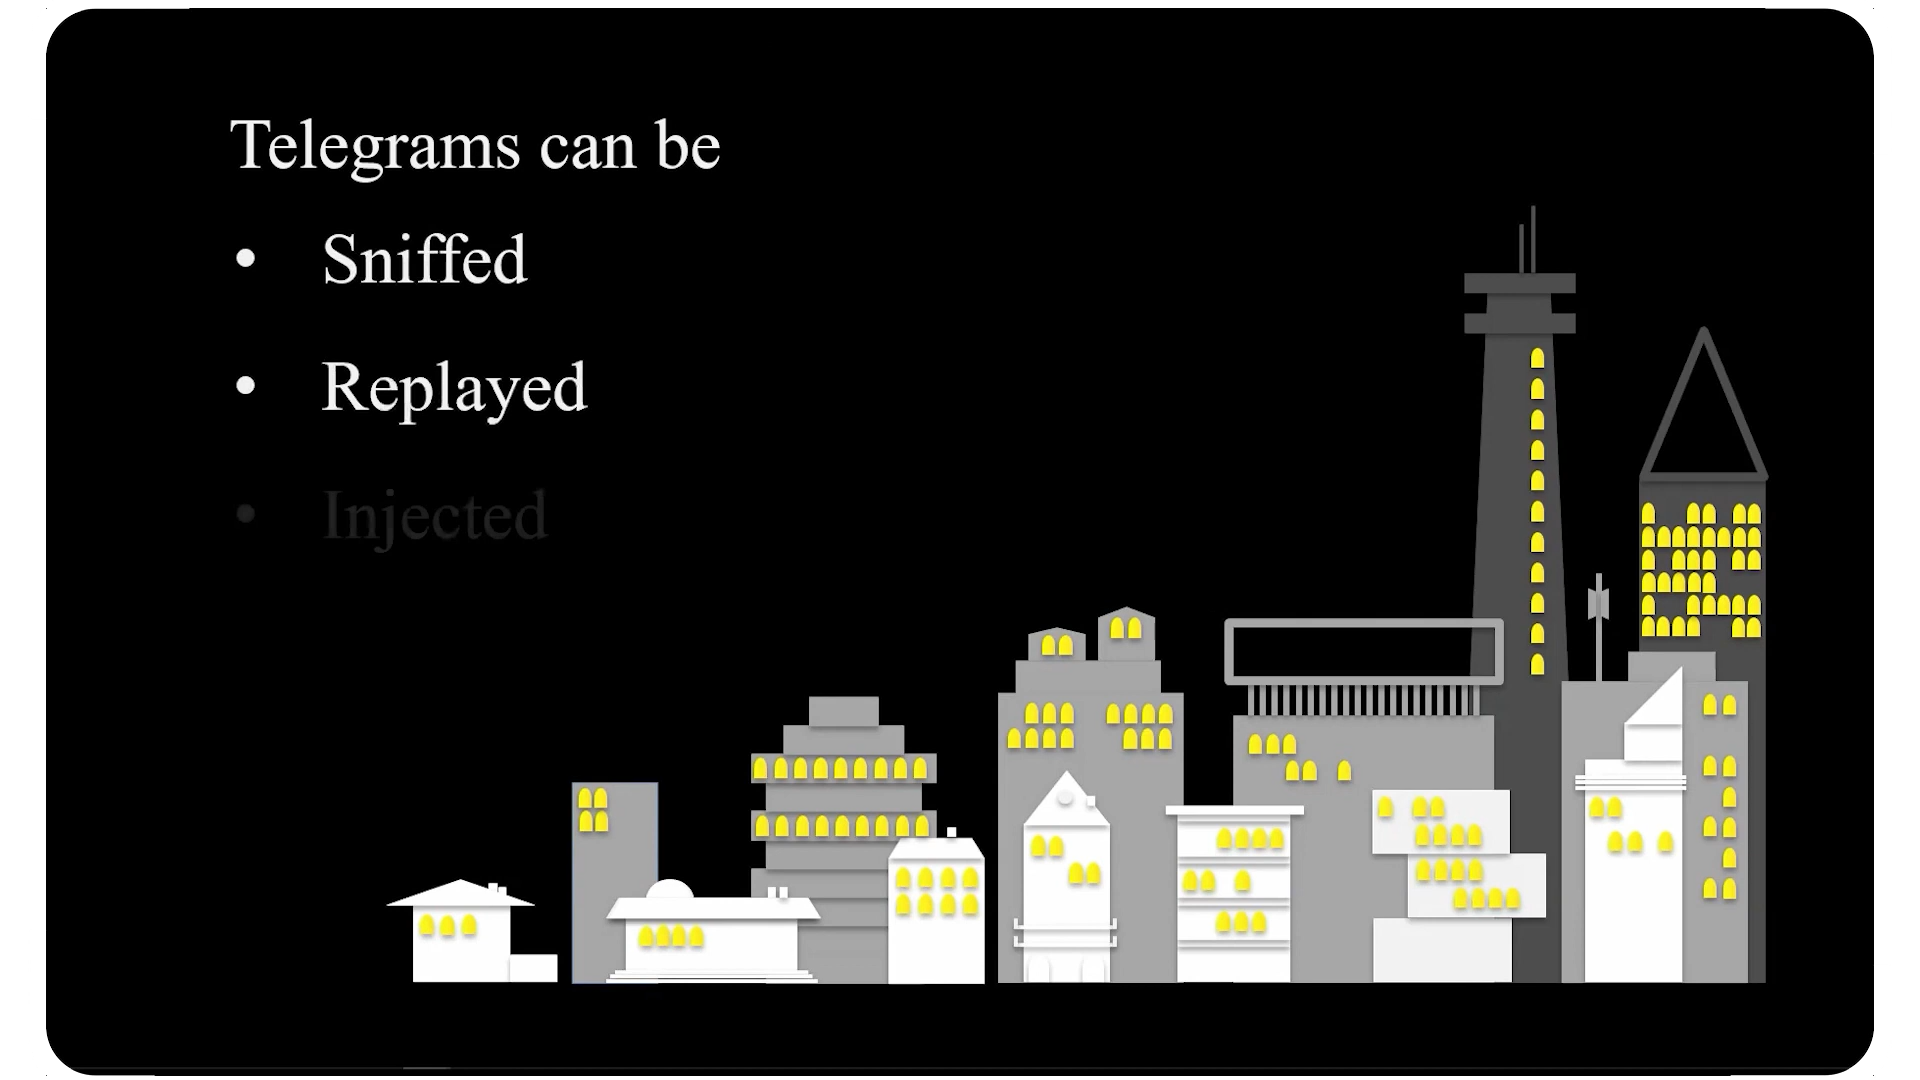 Telegrams can be
• Sniffed
• Replayed
• Injected